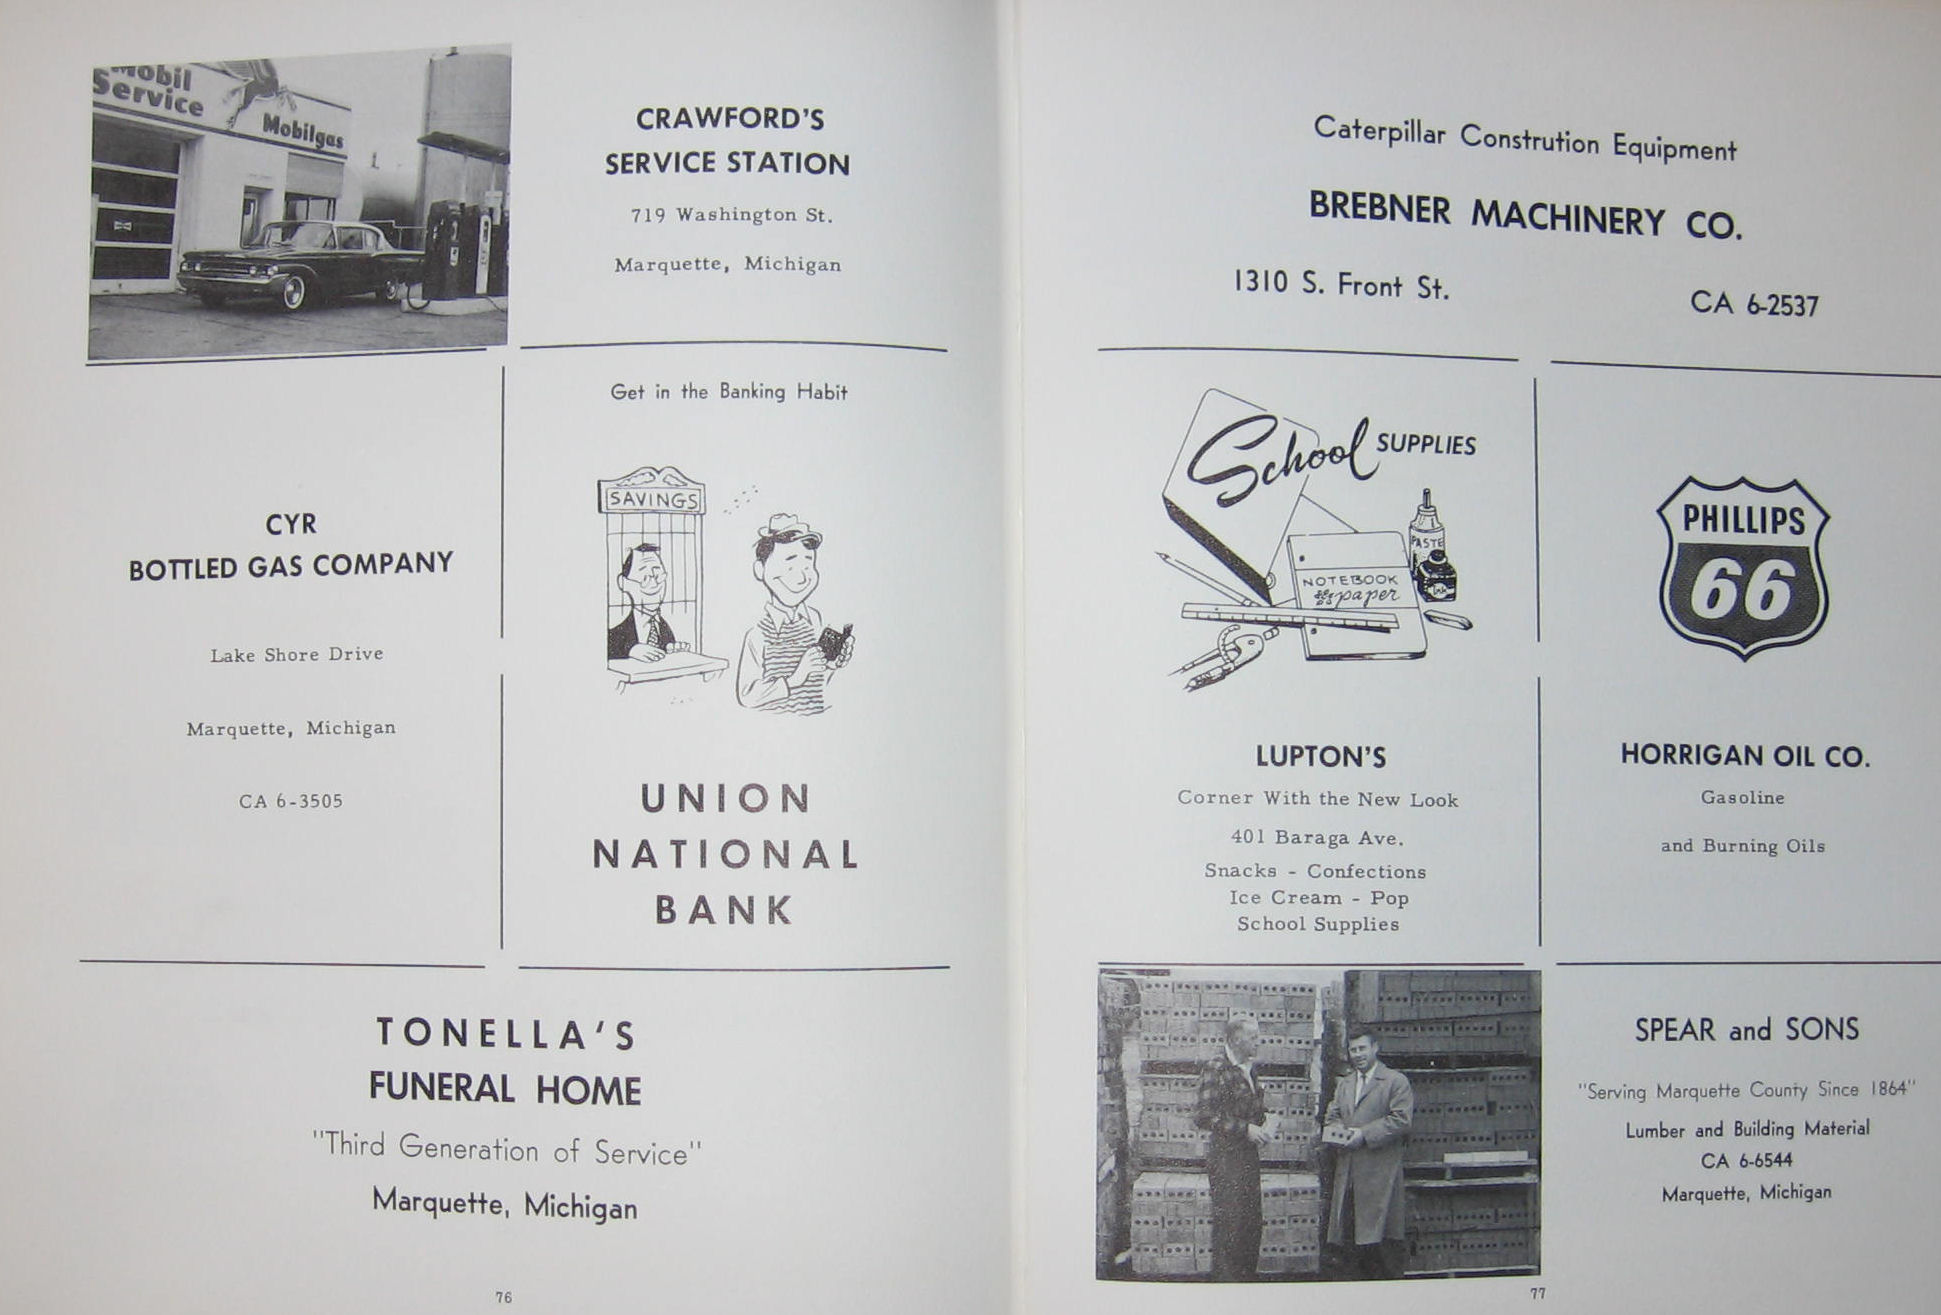 Mobil
Service
Mobilgas
CRAWFORD'S
SERVICE STATION
719 Washington St.
Marquette, Michigan
CYR
BOTTLED GAS COMPANY
Lake Shore Drive
Marquette, Michigan
CA 6-3505
Get in the Banking Habit
SAVINGS
UNION
NATIONAL
BANK
TONELLA'S
FUNERAL HOME
"Third Generation of Service"
Marquette, Michigan
76
Caterpillar Constrution Equipment
BREBNER MACHINERY CO.
1310 S. Front St.
CA 6-2537
School SUPPLIES
PASTE
NOTEBOOK
paper
Ink
LUPTON'S
Corner With the New Look
401 Baraga Ave.
Snacks - Confections
Ice Cream - Pop
School Supplies
PHILLIPS
66
HORRIGAN OIL CO.
Gasoline
and Burning Oils
SPEAR and SONS
"Serving Marquette County Since 1864"
Lumber and Building Material
CA 6-6544
Marquette, Michigan
77